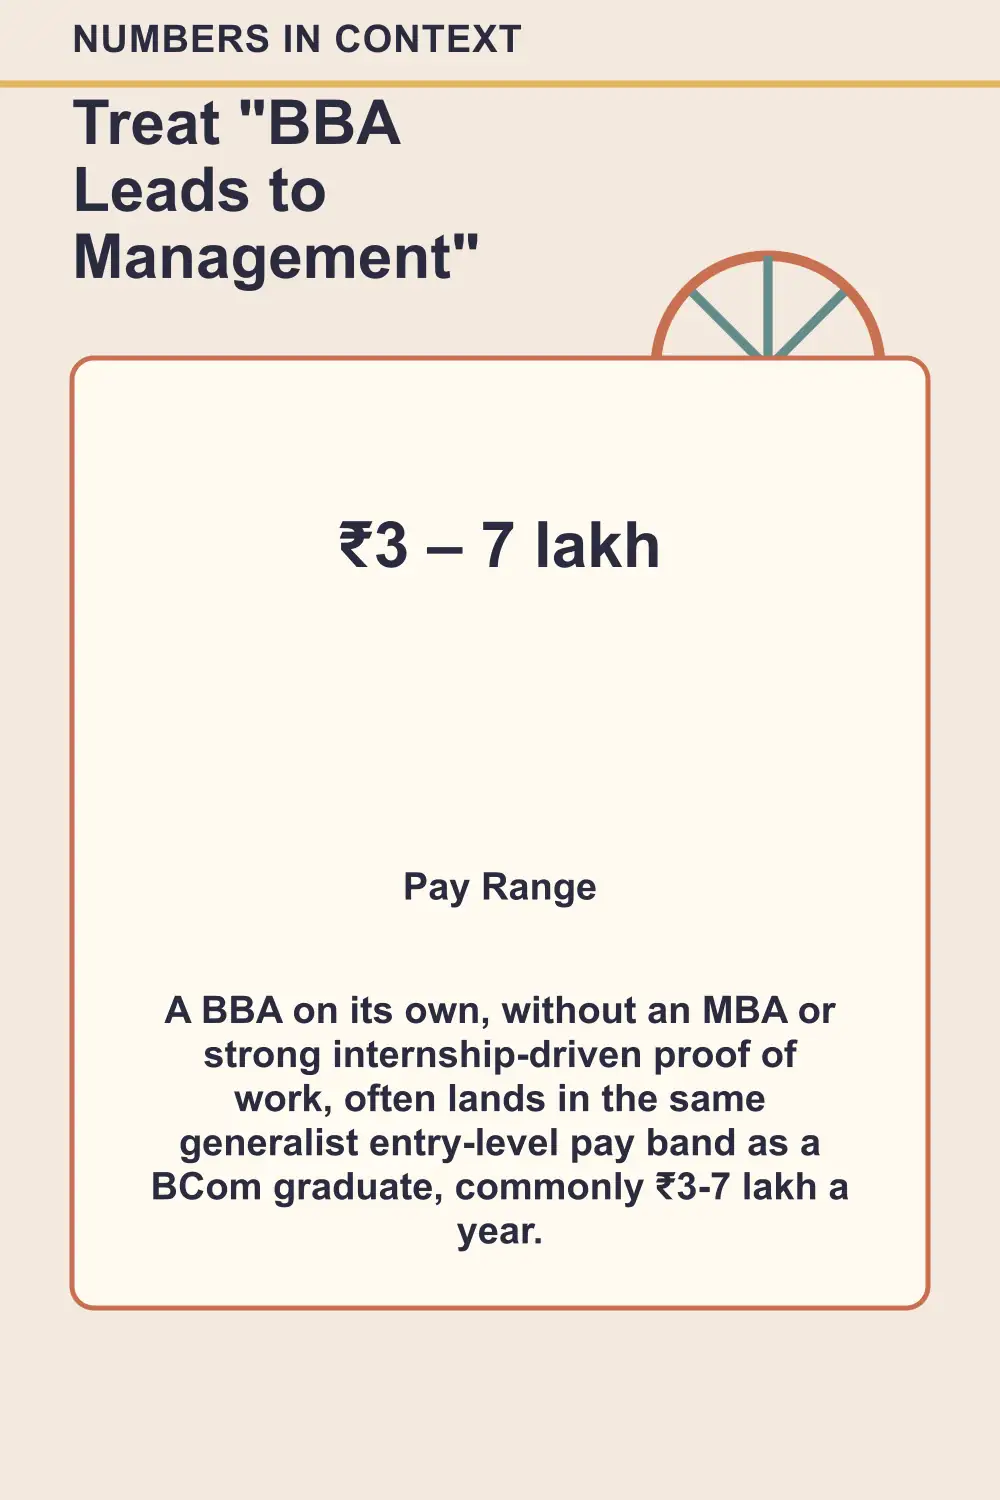 NUMBERS IN CONTEXT
Treat "BBA
Leads to
Management"
₹3 – 7 lakh
Pay Range
A BBA on its own, without an MBA or
strong internship-driven proof of
work, often lands in the same
generalist entry-level pay band as a
BCom graduate, commonly ₹3-7 lakh a
year.